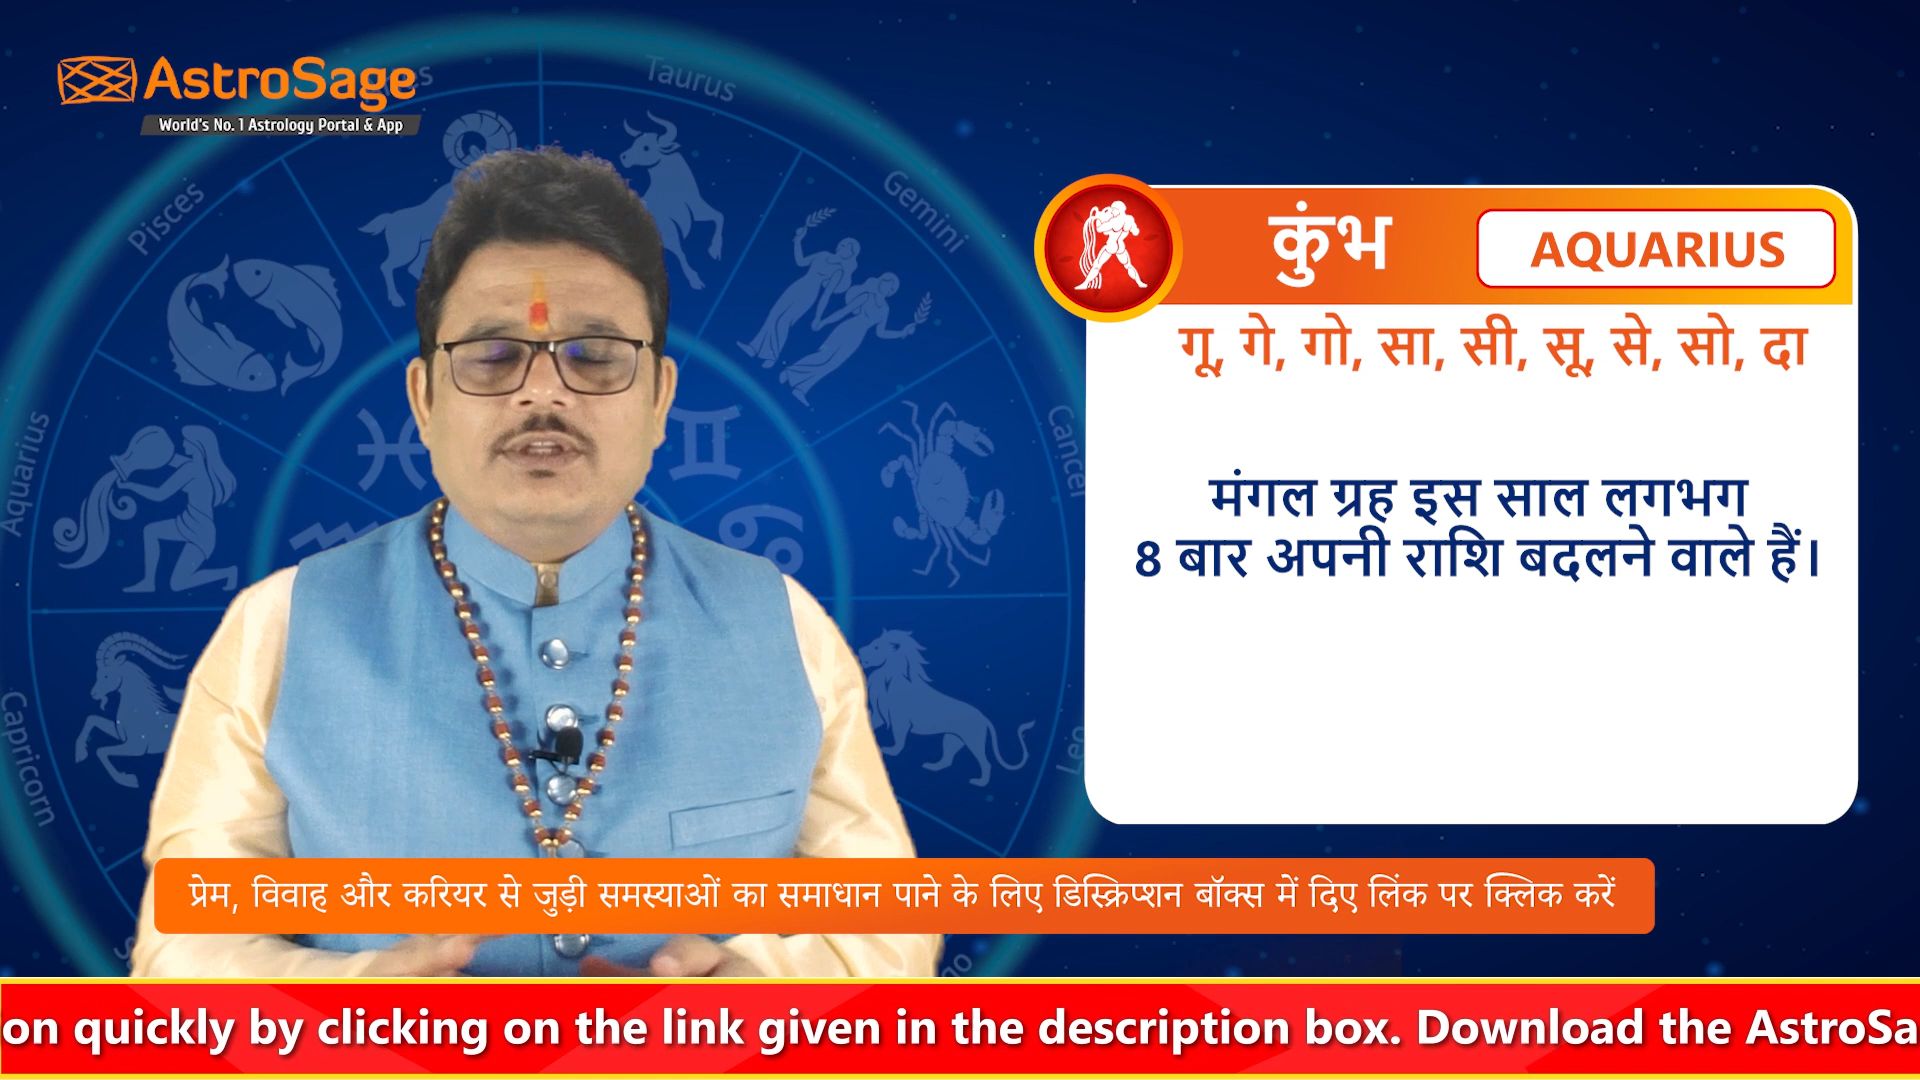 AstroSage
World's No. 1 Astrology Portal & App
Taurus
Gemini
Pisces
Cancer
Aquarius
Capricorn
Leo
कुंभ
AQUARIUS
गू, गे, गो, सा, सी, सू, से, सो, दा
मंगल ग्रह इस साल लगभग
8 बार अपनी राशि बदलने वाले हैं।
प्रेम, विवाह और करियर से जुड़ी समस्याओं का समाधान पाने के लिए डिस्क्रिप्शन बॉक्स में दिए लिंक पर क्लिक करें
on quickly by clicking on the link given in the description box. Download the AstroSa